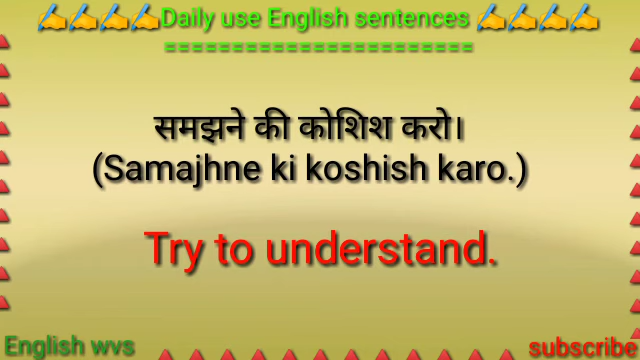 ✍✍✍✍Daily use English sentences ✍✍✍✍
=======================
समझने की कोशिश करो।
(Samajhne ki koshish karo.)
Try to understand.
English wvs
subscribe